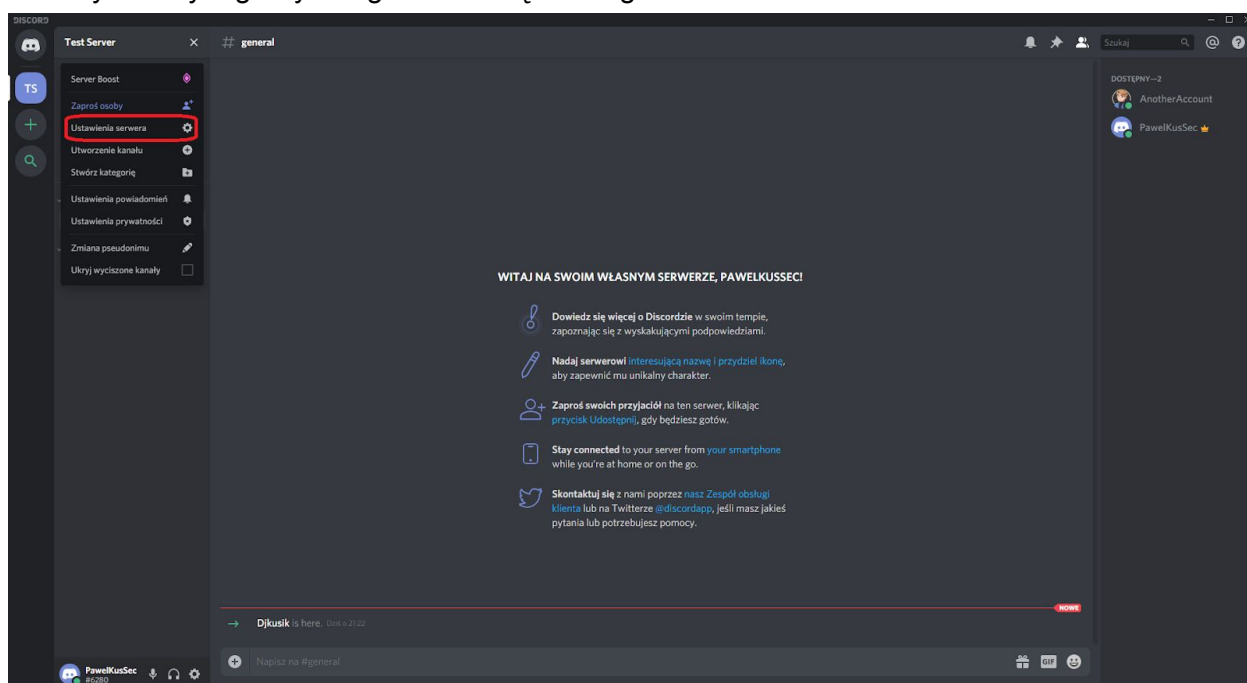 DISCORD
Test Server
# general
Szukaj
TS
Server Boost
Zaproś osoby
Ustawienia serwera
Utworzenie kanału
Stwórz kategorię
Ustawienia powiadomień
Ustawienia prywatności
Zmiana pseudonimu
Ukryj wyciszone kanały
DOSTĘPNY—2
AnotherAccount
PawelKusSec
WITAJ NA SWOIM WŁASNYM SERWERZE, PAWELKUSSEC!
Dowiedz się więcej o Discordzie w swoim tempie,
zapoznając się z wyskakującymi podpowiedziami.
Nadaj serwerowi interesującą nazwę i przydziel ikonę,
aby zapewnić mu unikalny charakter.
Zaproś swoich przyjaciół na ten serwer, klikając
przycisk Udostępnij, gdy będziesz gotów.
Stay connected to your server from your smartphone
while you're at home or on the go.
Skontaktuj się z nami poprzez nasz Zespół obsługi
klienta lub na Twitterze @discordapp, jeśli masz jakieś
pytania lub potrzebujesz pomocy.
NOWE
Djkusik is here. Dziś o 21:22
Napisz na #general
GIF
PawelKusSec
#6280